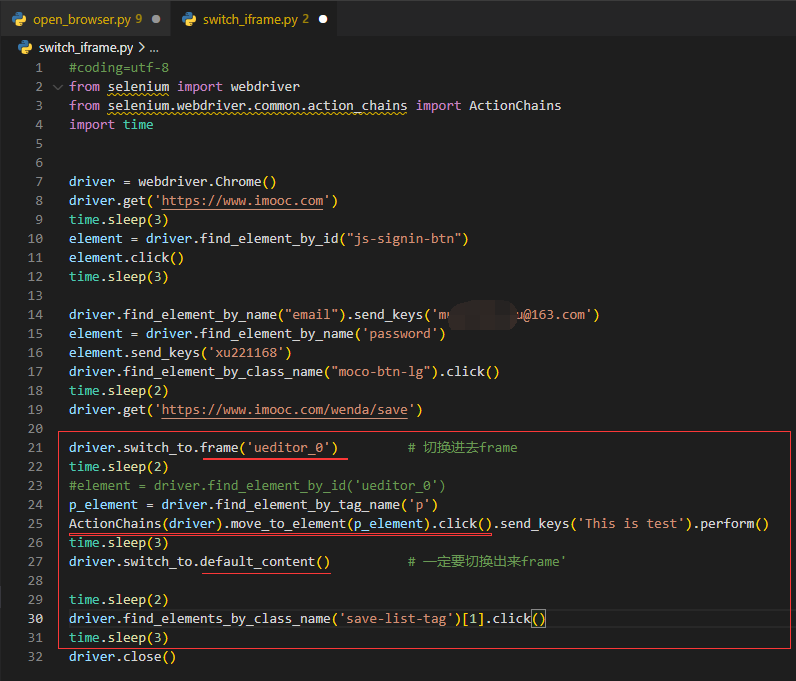 open_browser.py 9
switch_iframe.py 2
switch_iframe.py > ...
1 #coding=utf-8
2 from selenium import webdriver
3 from selenium.webdriver.common.action_chains import ActionChains
4 import time
5
6
7 driver = webdriver.Chrome()
8 driver.get('https://www.imooc.com')
9 time.sleep(3)
10 element = driver.find_element_by_id("js-signin-btn")
11 element.click()
12 time.sleep(3)
13
14 driver.find_element_by_name("email").send_keys('m u@163.com')
15 element = driver.find_element_by_name('password')
16 element.send_keys('xu221168')
17 driver.find_element_by_class_name("moco-btn-lg").click()
18 time.sleep(2)
19 driver.get('https://www.imooc.com/wenda/save')
20
21 driver.switch_to.frame('ueditor_0') # 切换进去frame
22 time.sleep(2)
23 #element = driver.find_element_by_id('ueditor_0')
24 p_element = driver.find_element_by_tag_name('p')
25 ActionChains(driver).move_to_element(p_element).click().send_keys('This is test').perform()
26 time.sleep(3)
27 driver.switch_to.default_content() # 一定要切换出来frame'
28
29 time.sleep(2)
30 driver.find_elements_by_class_name('save-list-tag')[1].click()
31 time.sleep(3)
32 driver.close()